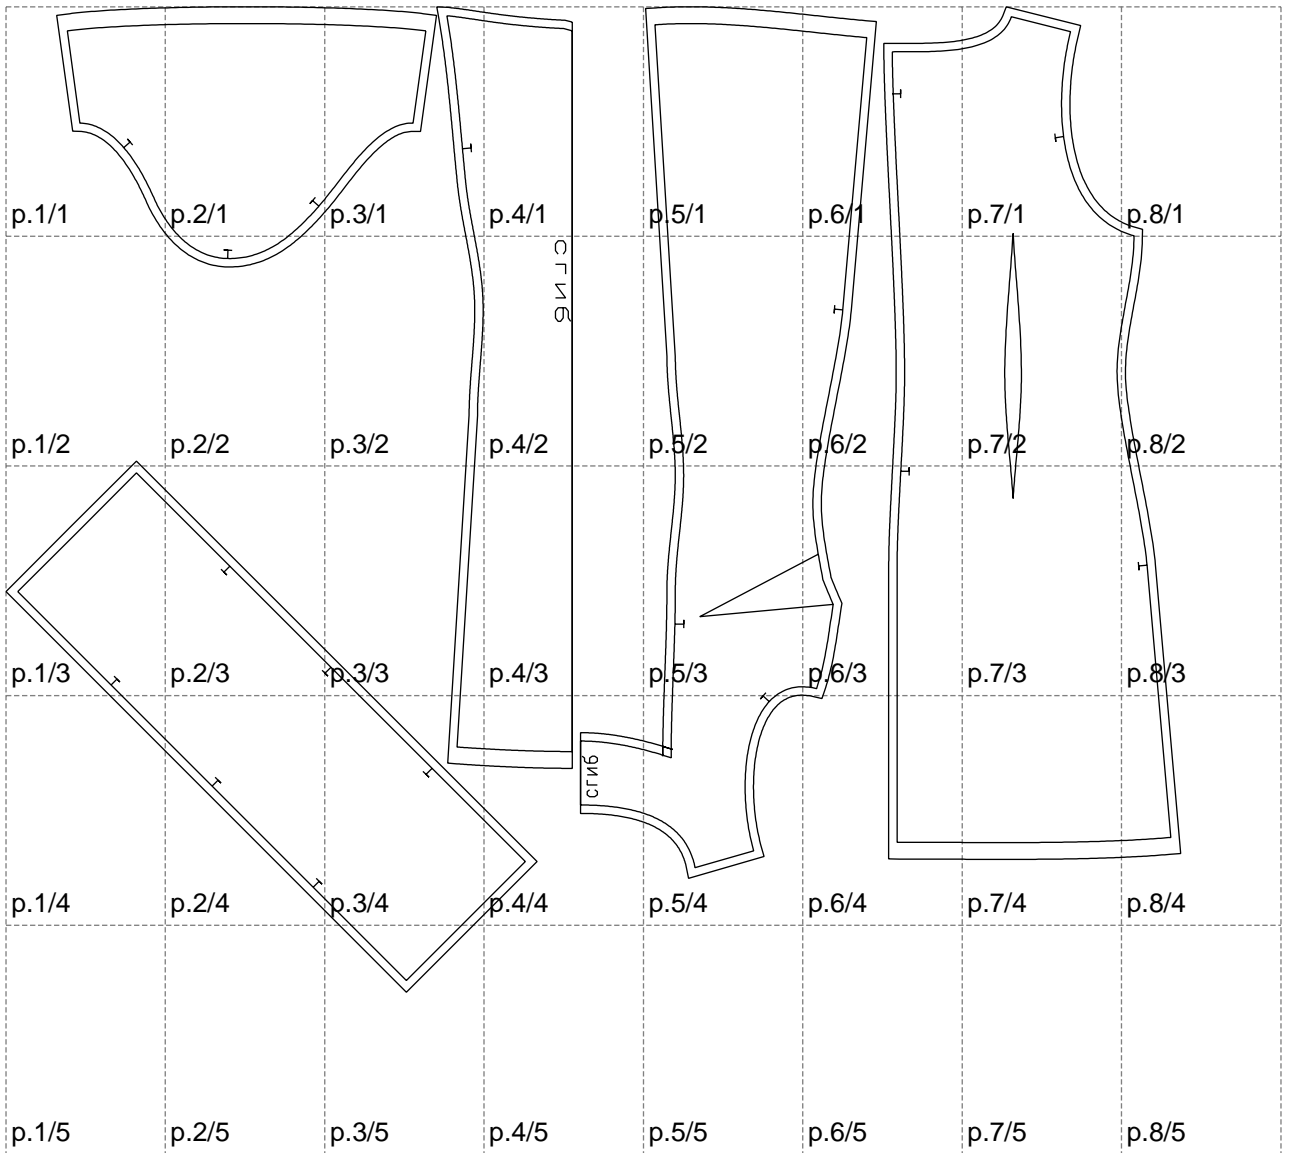 p.1/1 p.2/1 p.3/1 p.4/1 p.5/1 p.6/1 p.7/1 p.8/1
сгиб
p.1/2 p.2/2 p.3/2 p.4/2 p.5/2 p.6/2 p.7/2 p.8/2
p.1/3 p.2/3 p.3/3 p.4/3 p.5/3 p.6/3 p.7/3 p.8/3
сгиб
p.1/4 p.2/4 p.3/4 p.4/4 p.5/4 p.6/4 p.7/4 p.8/4
p.1/5 p.2/5 p.3/5 p.4/5 p.5/5 p.6/5 p.7/5 p.8/5